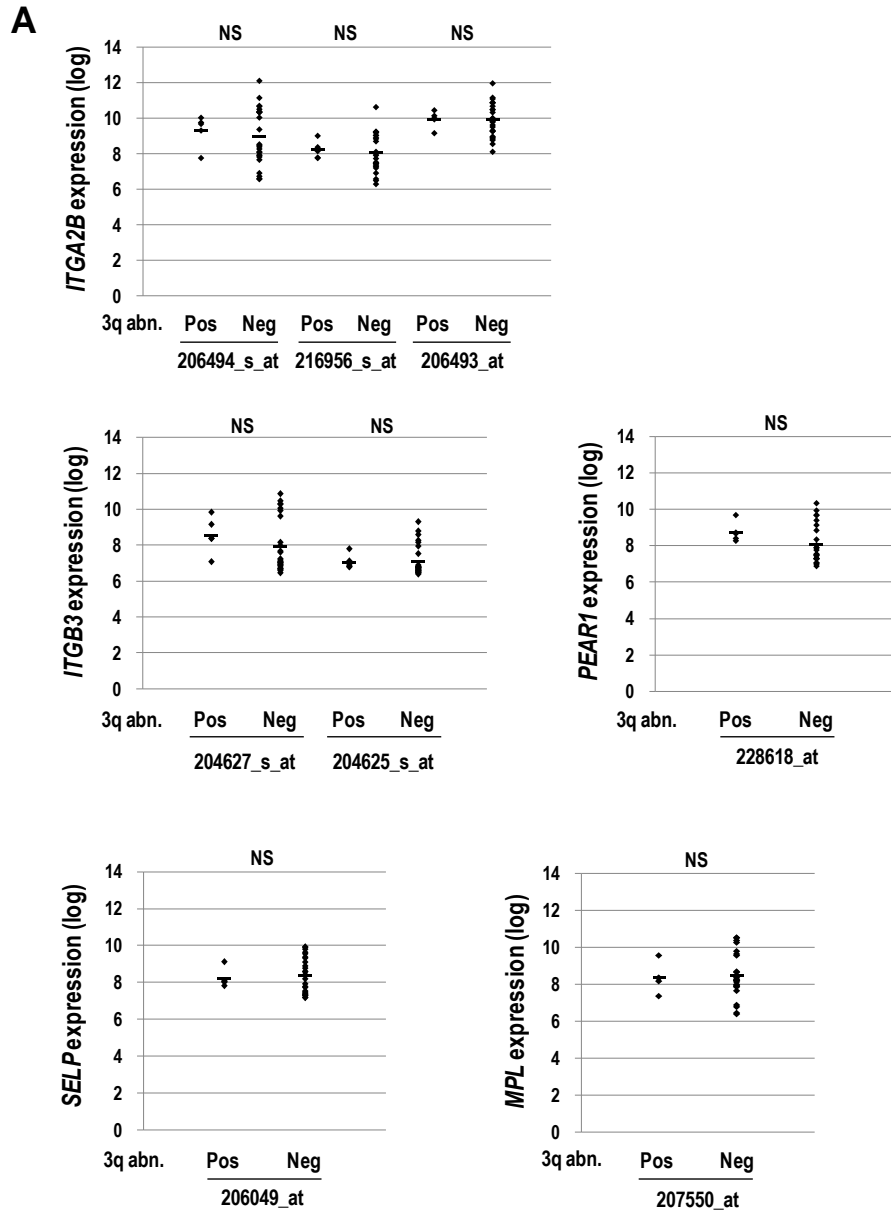 A
NS NS NS
ITGA2B expression (log)
14
12
10
8
6
4
2
0
3q abn. Pos Neg Pos Neg Pos Neg
206494_s_at 216956_s_at 206493_at
NS NS
ITGB3 expression (log)
14
12
10
8
6
4
2
0
3q abn. Pos Neg Pos Neg
204627_s_at 204625_s_at
NS
PEAR1 expression (log)
14
12
10
8
6
4
2
0
3q abn. Pos Neg
228618_at
NS
SELP expression (log)
14
12
10
8
6
4
2
0
3q abn. Pos Neg
206049_at
NS
MPL expression (log)
14
12
10
8
6
4
2
0
3q abn. Pos Neg
207550_at